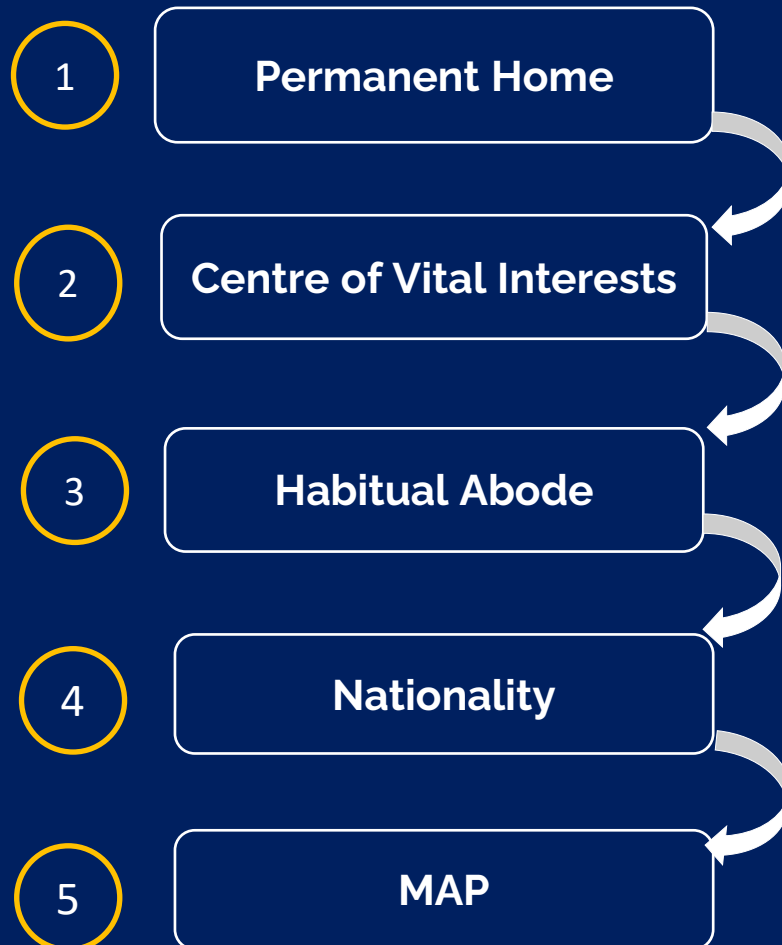 1
Permanent Home
2
Centre of Vital Interests
3
Habitual Abode
4
Nationality
5
MAP